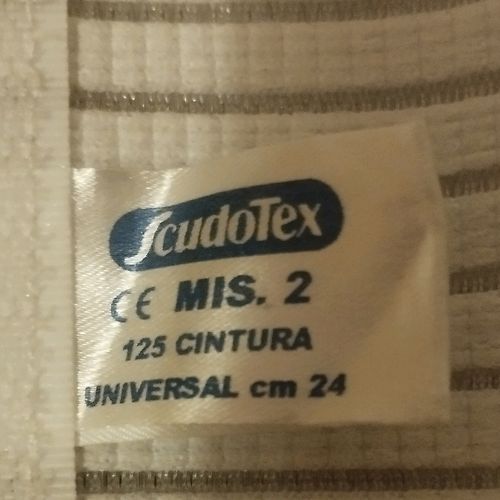 ScudoTex
CE MIS. 2
125 CINTURA
UNIVERSAL cm 24